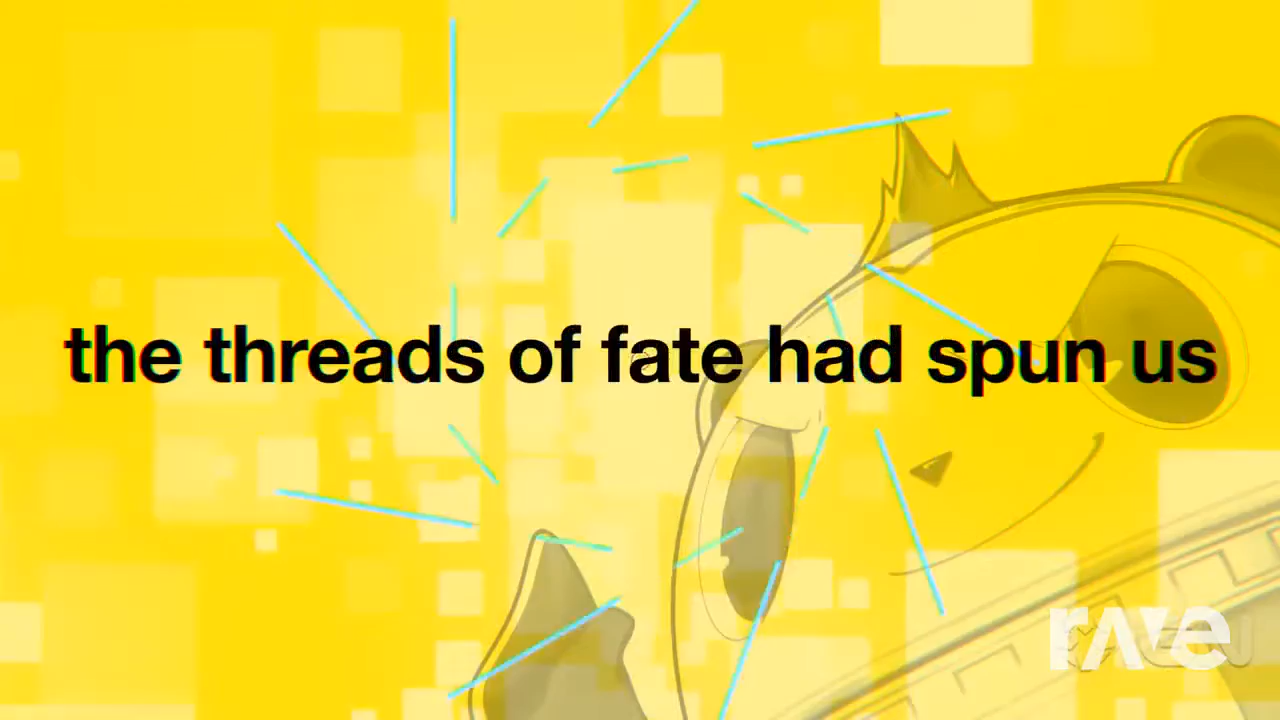 the threads of fate had spun us
rave